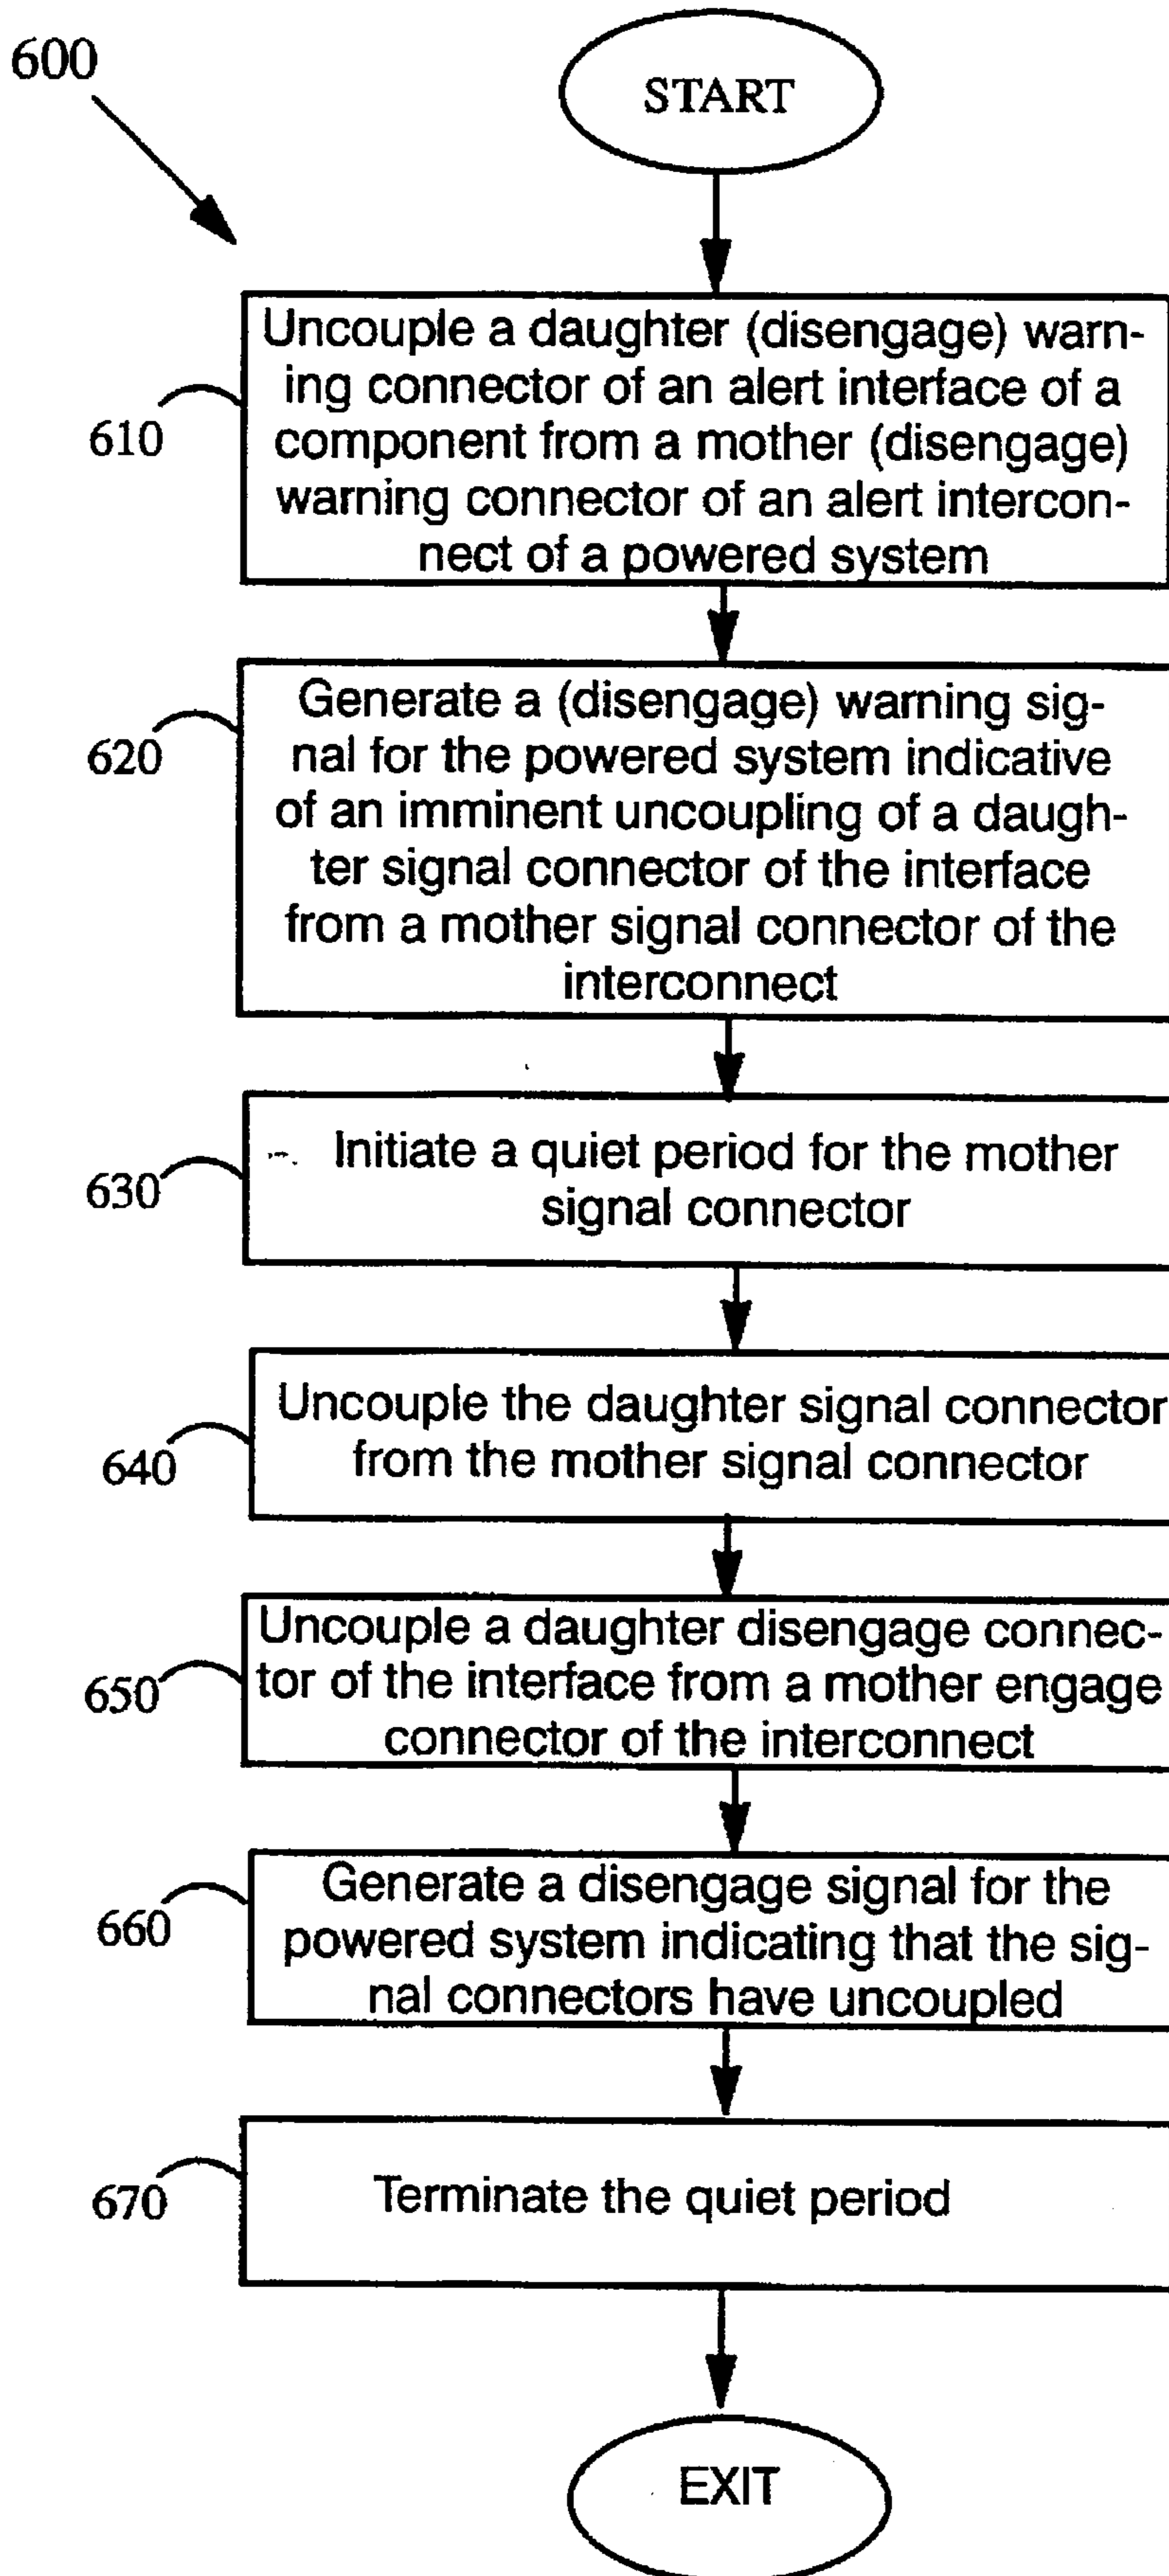 600
START
Uncouple a daughter (disengage) warn-
ing connector of an alert interface of a
component from a mother (disengage)
warning connector of an alert intercon-
nect of a powered system
610
Generate a (disengage) warning sig-
nal for the powered system indicative
of an imminent uncoupling of a daugh-
ter signal connector of the interface
from a mother signal connector of the
interconnect
620
Initiate a quiet period for the mother
signal connector
630
Uncouple the daughter signal connector
from the mother signal connector
640
Uncouple a daughter disengage connec-
tor of the interface from a mother engage
connector of the interconnect
650
Generate a disengage signal for the
powered system indicating that the sig-
nal connectors have uncoupled
660
Terminate the quiet period
670
EXIT